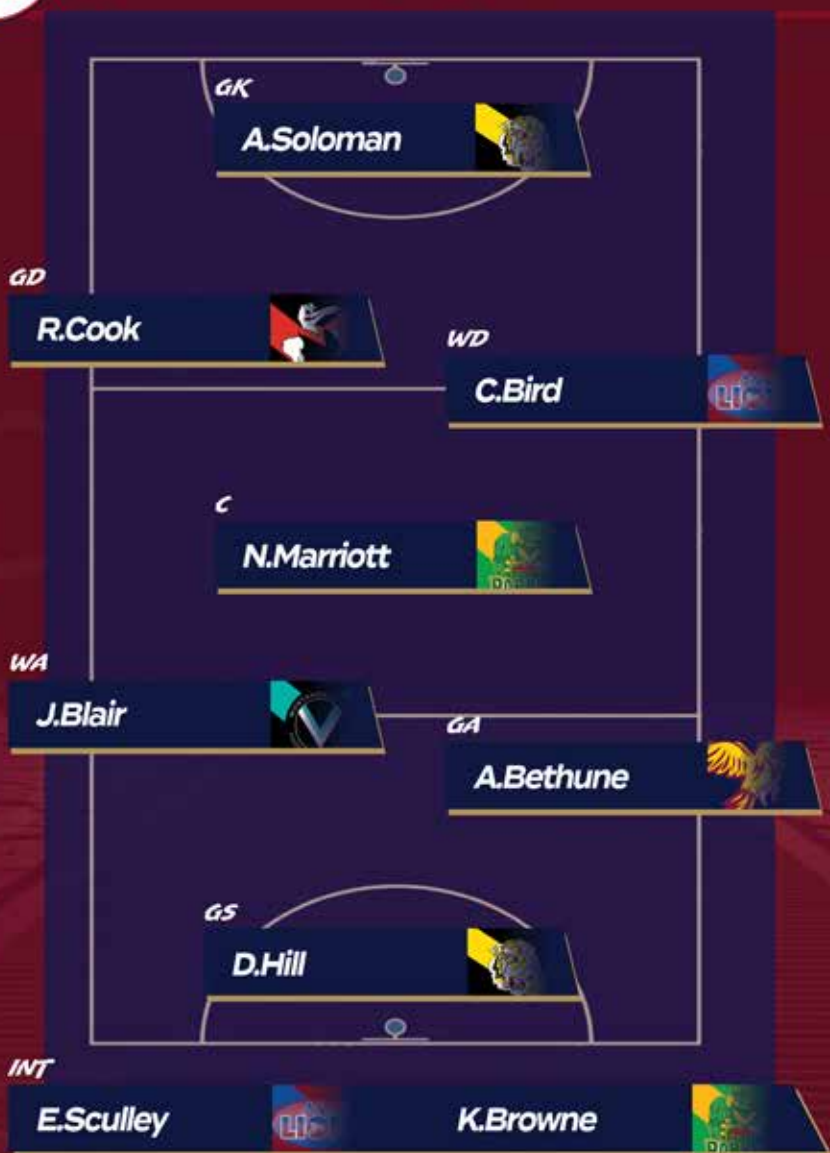 GK
A.Soloman
GD
R.Cook
WD
C.Bird
C
N.Marriott
WA
J.Blair
GA
A.Bethune
GS
D.Hill
INT
E.Sculley K.Browne